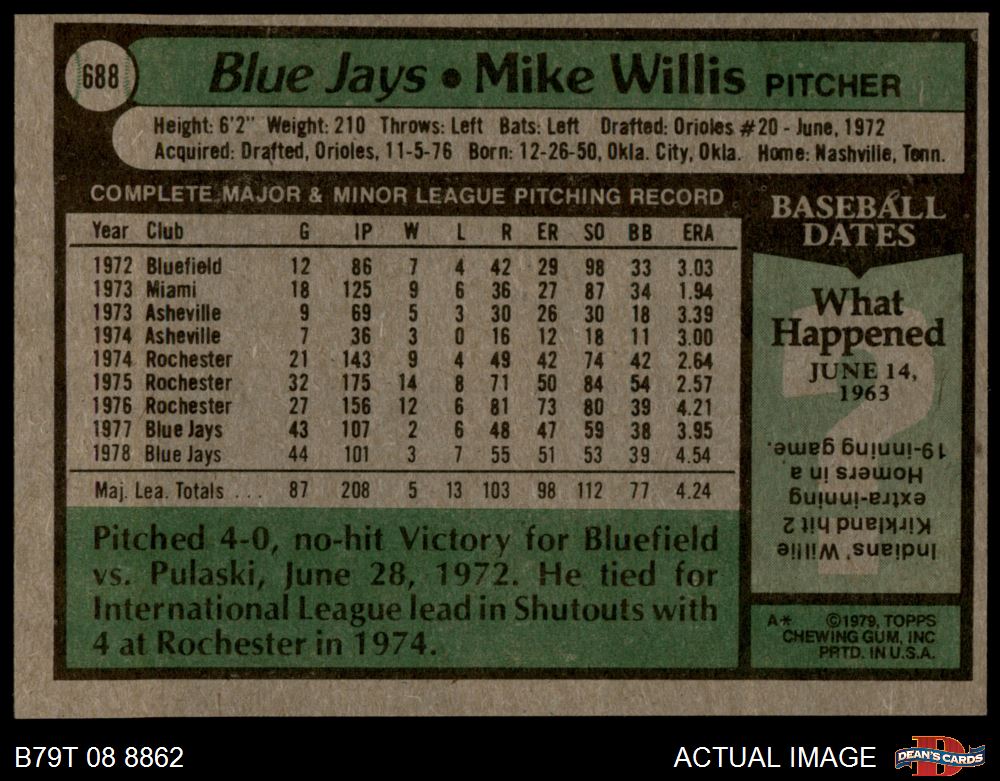 688
Blue Jays • Mike Willis PITCHER
Height: 6'2" Weight: 210 Throws: Left Bats: Left Drafted: Orioles #20 - June, 1972
Acquired: Drafted, Orioles, 11-5-76 Born: 12-26-50, Okla. City, Okla. Home: Nashville, Tenn.
COMPLETE MAJOR & MINOR LEAGUE PITCHING RECORD
Year Club G IP W L R ER SO BB ERA
1972 Bluefield 12 86 7 4 42 29 98 33 3.03
1973 Miami 18 125 9 6 36 27 87 34 1.94
1973 Asheville 9 69 5 3 30 26 30 18 3.39
1974 Asheville 7 36 3 0 16 12 18 11 3.00
1974 Rochester 21 143 9 4 49 42 74 42 2.64
1975 Rochester 32 175 14 8 71 50 84 54 2.57
1976 Rochester 27 156 12 6 81 73 80 39 4.21
1977 Blue Jays 43 107 2 6 48 47 59 38 3.95
1978 Blue Jays 44 101 3 7 55 51 53 39 4.54
Maj. Lea. Totals ... 87 208 5 13 103 98 112 77 4.24
Pitched 4-0, no-hit Victory for Bluefield
vs. Pulaski, June 28, 1972. He tied for
International League lead in Shutouts with
4 at Rochester in 1974.
BASEBALL
DATES
What
Happened
JUNE 14,
1963
?
Indians' Willie
Kirkland hit 2
extra-inning
Homers in a
19-inning game.
A* ©1979, TOPPS
CHEWING GUM, INC
PRTD. IN U.S.A.
B79T 08 8862
ACTUAL IMAGE
D
DEAN'S CARDS